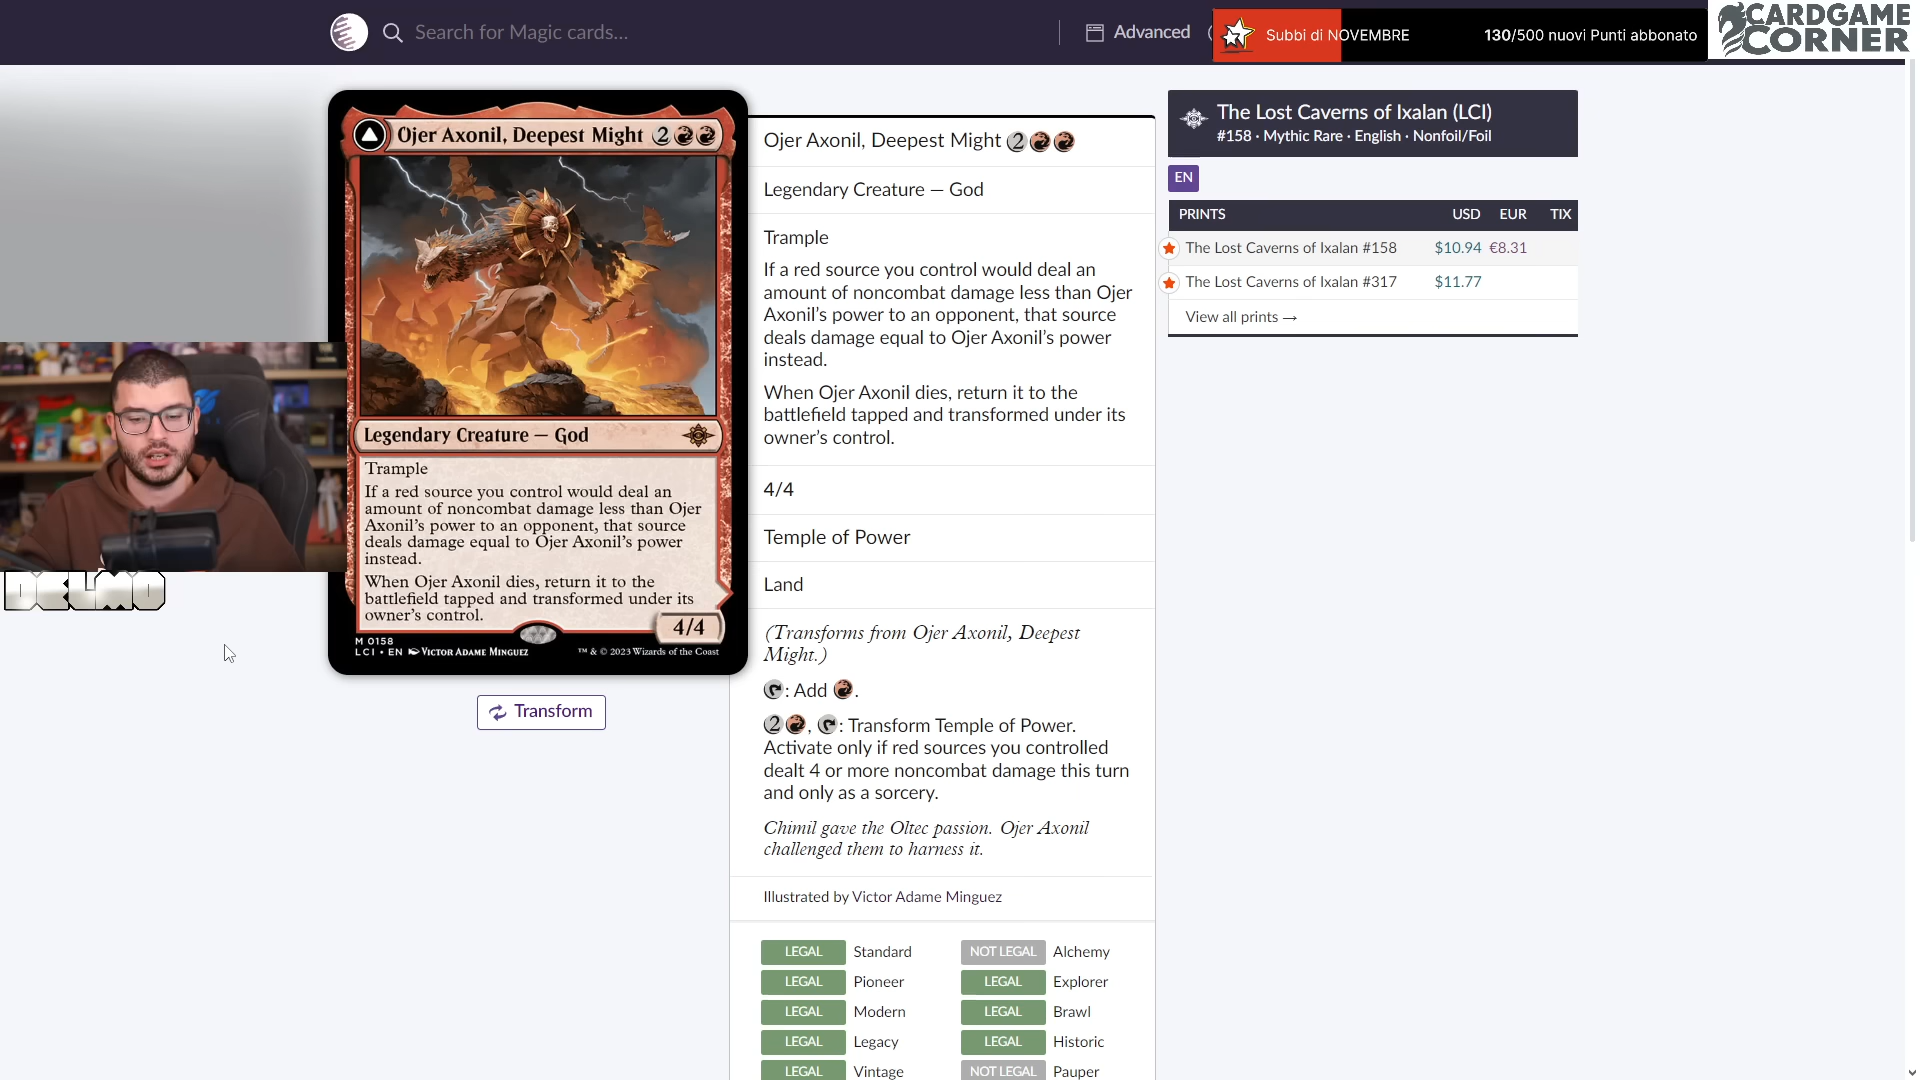 Search for Magic cards...
Advanced
Subbi di NOVEMBRE
130/500 nuovi Punti abbonato
CARDGAME
CORNER
Ojer Axonil, Deepest Might 2
Legendary Creature — God
Trample
If a red source you control would deal an
amount of noncombat damage less than Ojer
Axonil's power to an opponent, that source
deals damage equal to Ojer Axonil's power
instead.
When Ojer Axonil dies, return it to the
battlefield tapped and transformed under its
owner's control.
4/4
M 0158
LCI • EN VICTOR ADAME MINGUEZ
™ & © 2023 Wizards of the Coast
Transform
DELMO
Ojer Axonil, Deepest Might 2
Legendary Creature — God
Trample
If a red source you control would deal an
amount of noncombat damage less than Ojer
Axonil's power to an opponent, that source
deals damage equal to Ojer Axonil's power
instead.
When Ojer Axonil dies, return it to the
battlefield tapped and transformed under its
owner's control.
4/4
Temple of Power
Land
(Transforms from Ojer Axonil, Deepest
Might.)
: Add .
2 , : Transform Temple of Power.
Activate only if red sources you controlled
dealt 4 or more noncombat damage this turn
and only as a sorcery.
Chimil gave the Oltec passion. Ojer Axonil
challenged them to harness it.
Illustrated by Victor Adame Minguez
LEGAL Standard NOT LEGAL Alchemy
LEGAL Pioneer LEGAL Explorer
LEGAL Modern LEGAL Brawl
LEGAL Legacy LEGAL Historic
LEGAL Vintage NOT LEGAL Pauper
The Lost Caverns of Ixalan (LCI)
#158 · Mythic Rare · English · Nonfoil/Foil
EN
PRINTS USD EUR TIX
The Lost Caverns of Ixalan #158 $10.94 €8.31
The Lost Caverns of Ixalan #317 $11.77
View all prints →